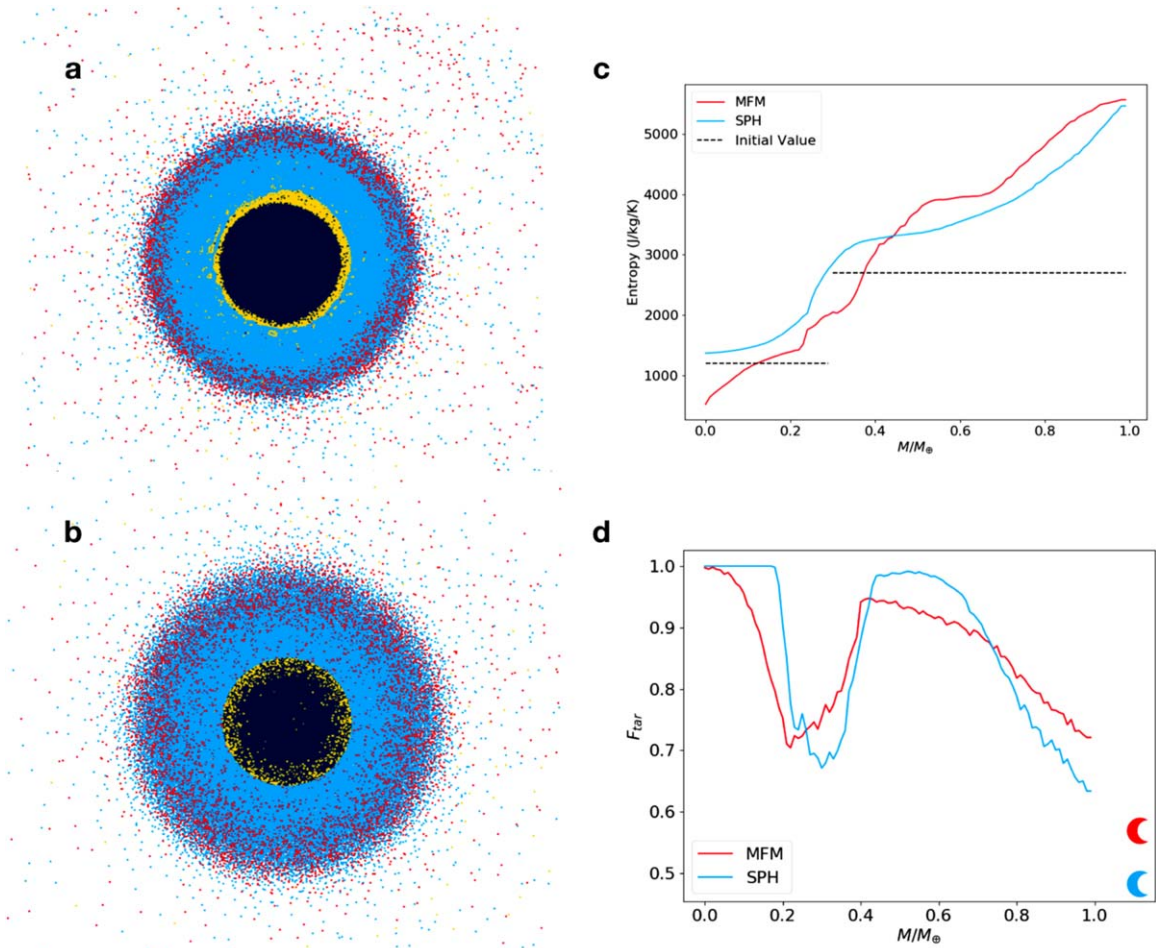 a
c
MFM
SPH
Initial Value
5000
4000
3000
2000
1000
Entropy (J/kg/K)
0.0 0.2 0.4 0.6 0.8 1.0
M/M⊕
b
d
1.0
0.9
0.8
0.7
0.6
0.5
F_tar
MFM
SPH
0.0 0.2 0.4 0.6 0.8 1.0
M/M⊕